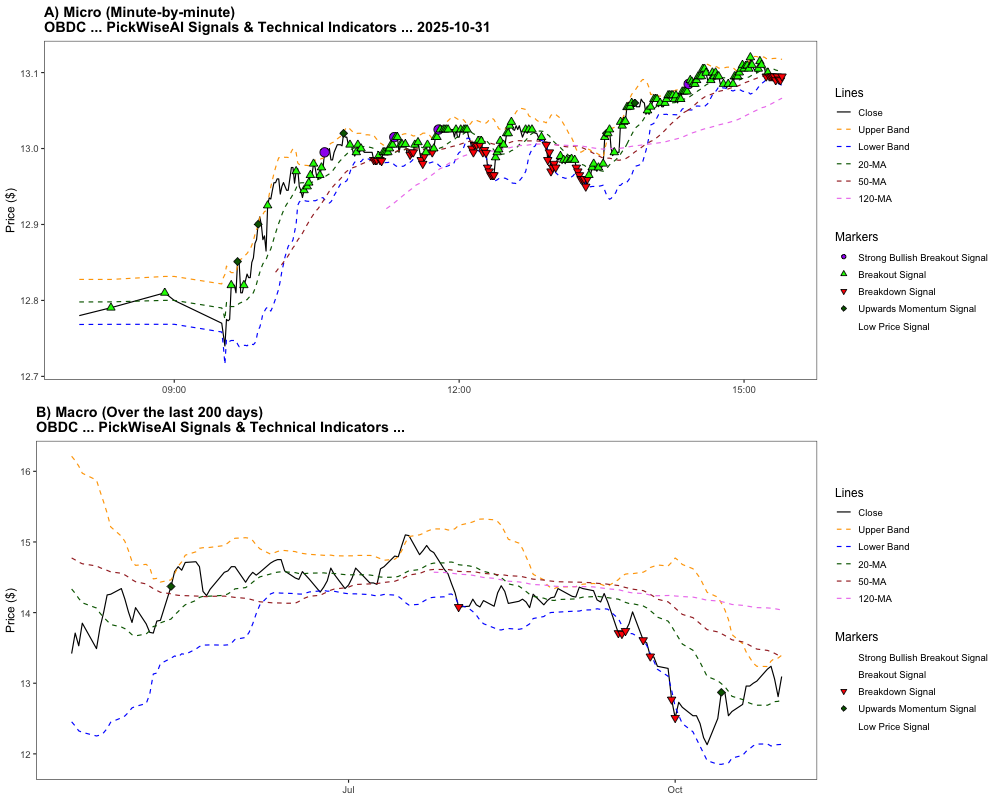 A) Micro (Minute-by-minute)
OBDC ... PickWiseAI Signals & Technical Indicators ... 2025-10-31
Price ($)
13.1
13.0
12.9
12.8
12.7
09:00
12:00
15:00
Lines
Close
Upper Band
Lower Band
20-MA
50-MA
120-MA
Markers
Strong Bullish Breakout Signal
Breakout Signal
Breakdown Signal
Upwards Momentum Signal
Low Price Signal
B) Macro (Over the last 200 days)
OBDC ... PickWiseAI Signals & Technical Indicators ...
Price ($)
16
15
14
13
12
Jul
Oct
Lines
Close
Upper Band
Lower Band
20-MA
50-MA
120-MA
Markers
Strong Bullish Breakout Signal
Breakout Signal
Breakdown Signal
Upwards Momentum Signal
Low Price Signal